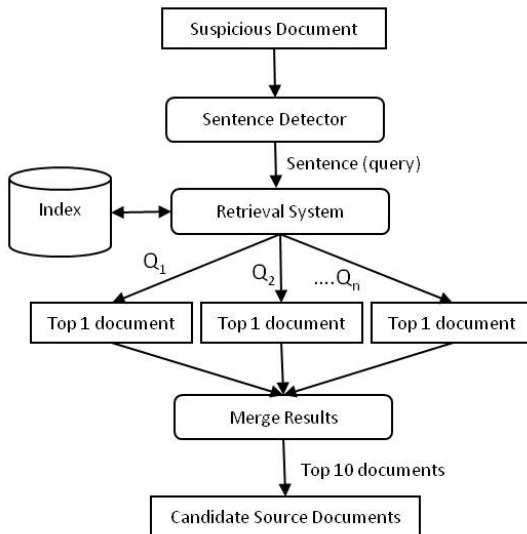 Suspicious Document
Sentence Detector
Sentence (query)
Index
Retrieval System
Q1
Q2
....Qn
Top 1 document
Top 1 document
Top 1 document
Merge Results
Top 10 documents
Candidate Source Documents